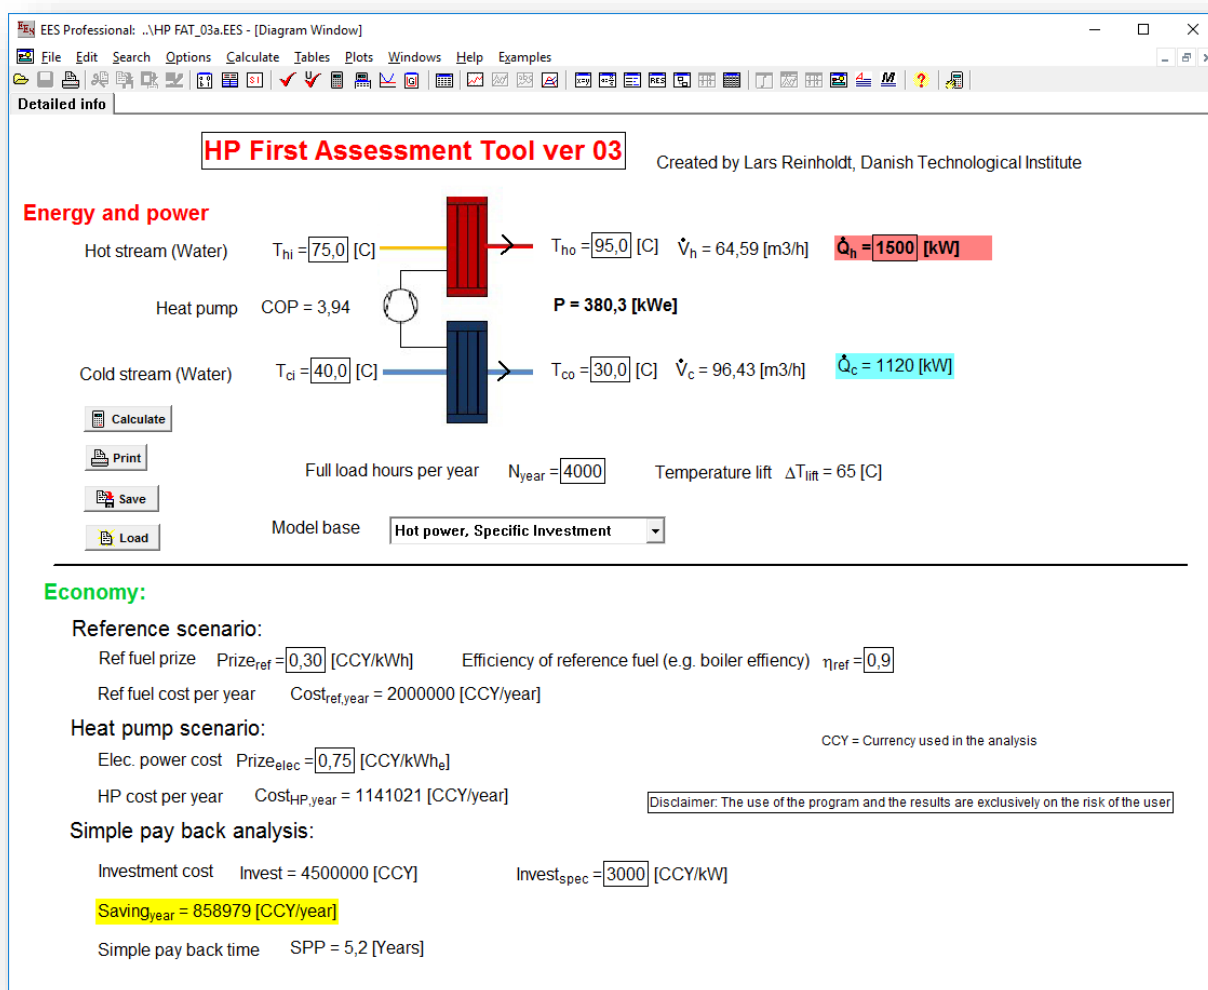 EES Professional: ..\HP FAT_03a.EES - [Diagram Window]
File Edit Search Options Calculate Tables Plots Windows Help Examples
Detailed info
HP First Assessment Tool ver 03
Created by Lars Reinholdt, Danish Technological Institute
Energy and power
Hot stream (Water) Thi = 75,0 [C] Tho = 95,0 [C] V̇h = 64,59 [m3/h] Q̇h = 1500 [kW]
Heat pump COP = 3,94 P = 380,3 [kWe]
Cold stream (Water) Tci = 40,0 [C] Tco = 30,0 [C] V̇c = 96,43 [m3/h] Q̇c = 1120 [kW]
Calculate
Print
Full load hours per year Nyear = 4000 Temperature lift ΔTlift = 65 [C]
Save
Model base Hot power, Specific Investment
Load
Economy:
Reference scenario:
Ref fuel prize Prizeref = 0,30 [CCY/kWh] Efficiency of reference fuel (e.g. boiler effiency) ηref = 0,9
Ref fuel cost per year Costref,year = 2000000 [CCY/year]
Heat pump scenario:
CCY = Currency used in the analysis
Elec. power cost Prizeelec = 0,75 [CCY/kWhe]
HP cost per year CostHP,year = 1141021 [CCY/year]
Disclaimer: The use of the program and the results are exclusively on the risk of the user
Simple pay back analysis:
Investment cost Invest = 4500000 [CCY] Investspec = 3000 [CCY/kW]
Savingyear = 858979 [CCY/year]
Simple pay back time SPP = 5,2 [Years]